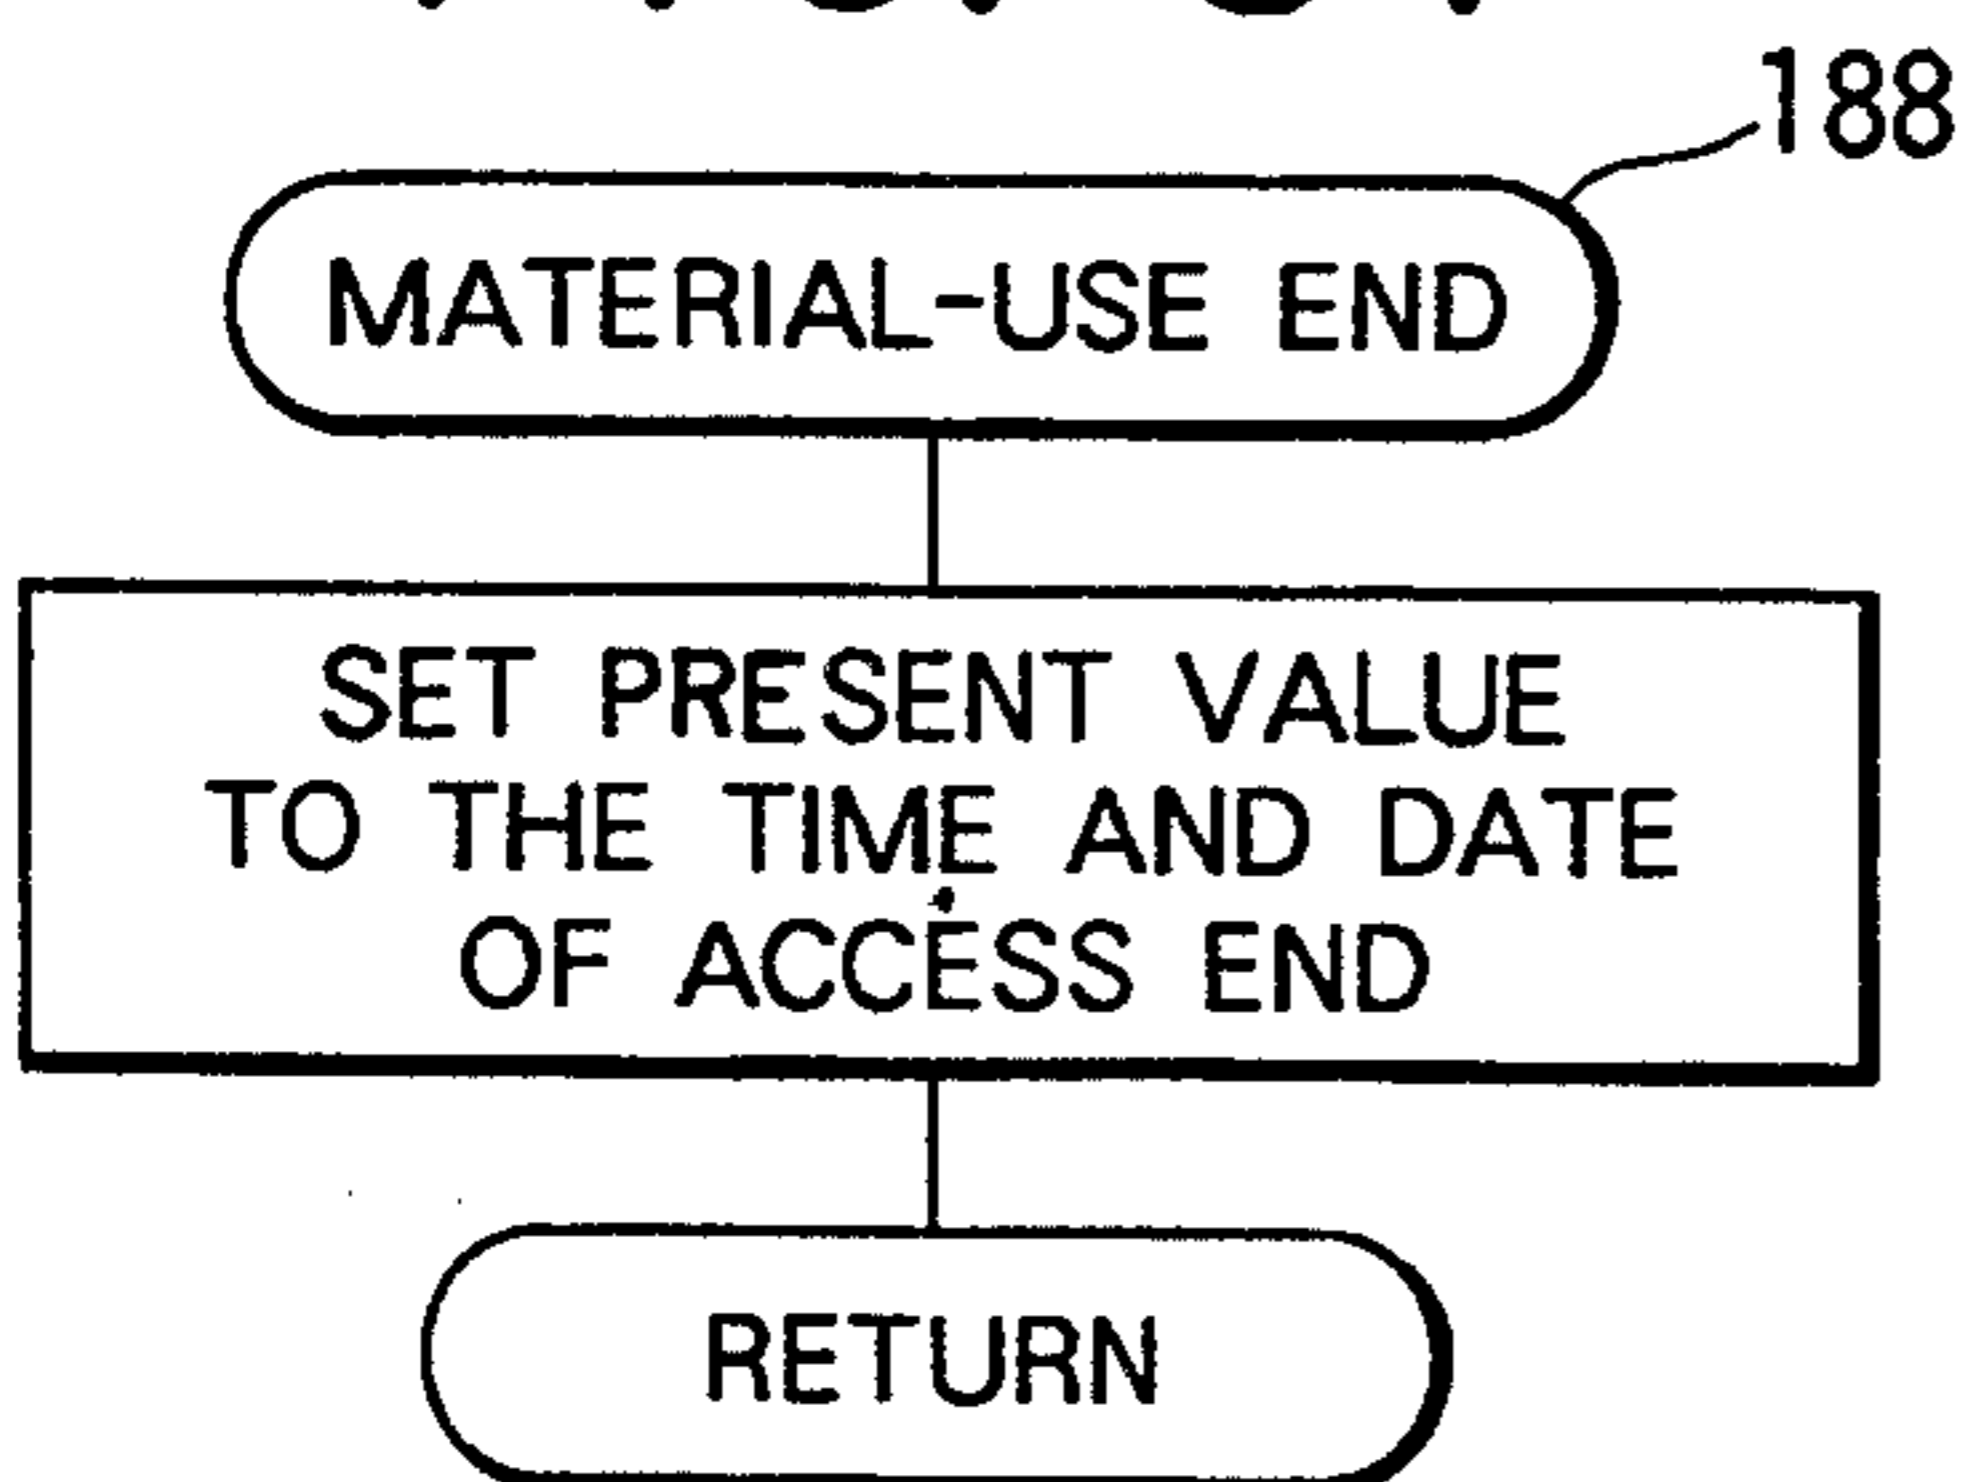 188
MATERIAL-USE END
SET PRESENT VALUE
TO THE TIME AND DATE
OF ACCESS END
RETURN